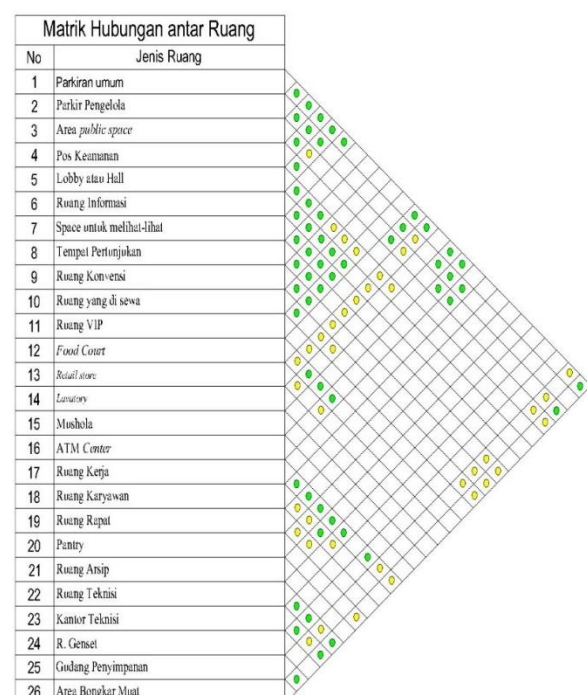 Matrik Hubungan antar Ruang
No Jenis Ruang
1 Parkiran umum
2 Parkir Pengelola
3 Area public space
4 Pos Keamanan
5 Lobby atau Hall
6 Ruang Informasi
7 Space untuk melihat-lihat
8 Tempat Pertunjukan
9 Ruang Konvensi
10 Ruang yang di sewa
11 Ruang VIP
12 Food Court
13 Retail store
14 Lavatory
15 Mushola
16 ATM Center
17 Ruang Kerja
18 Ruang Karyawan
19 Ruang Rapat
20 Pantry
21 Ruang Arsip
22 Ruang Teknisi
23 Kantor Teknisi
24 R. Genset
25 Gudang Penyimpanan
26 Area Bongkar Muat